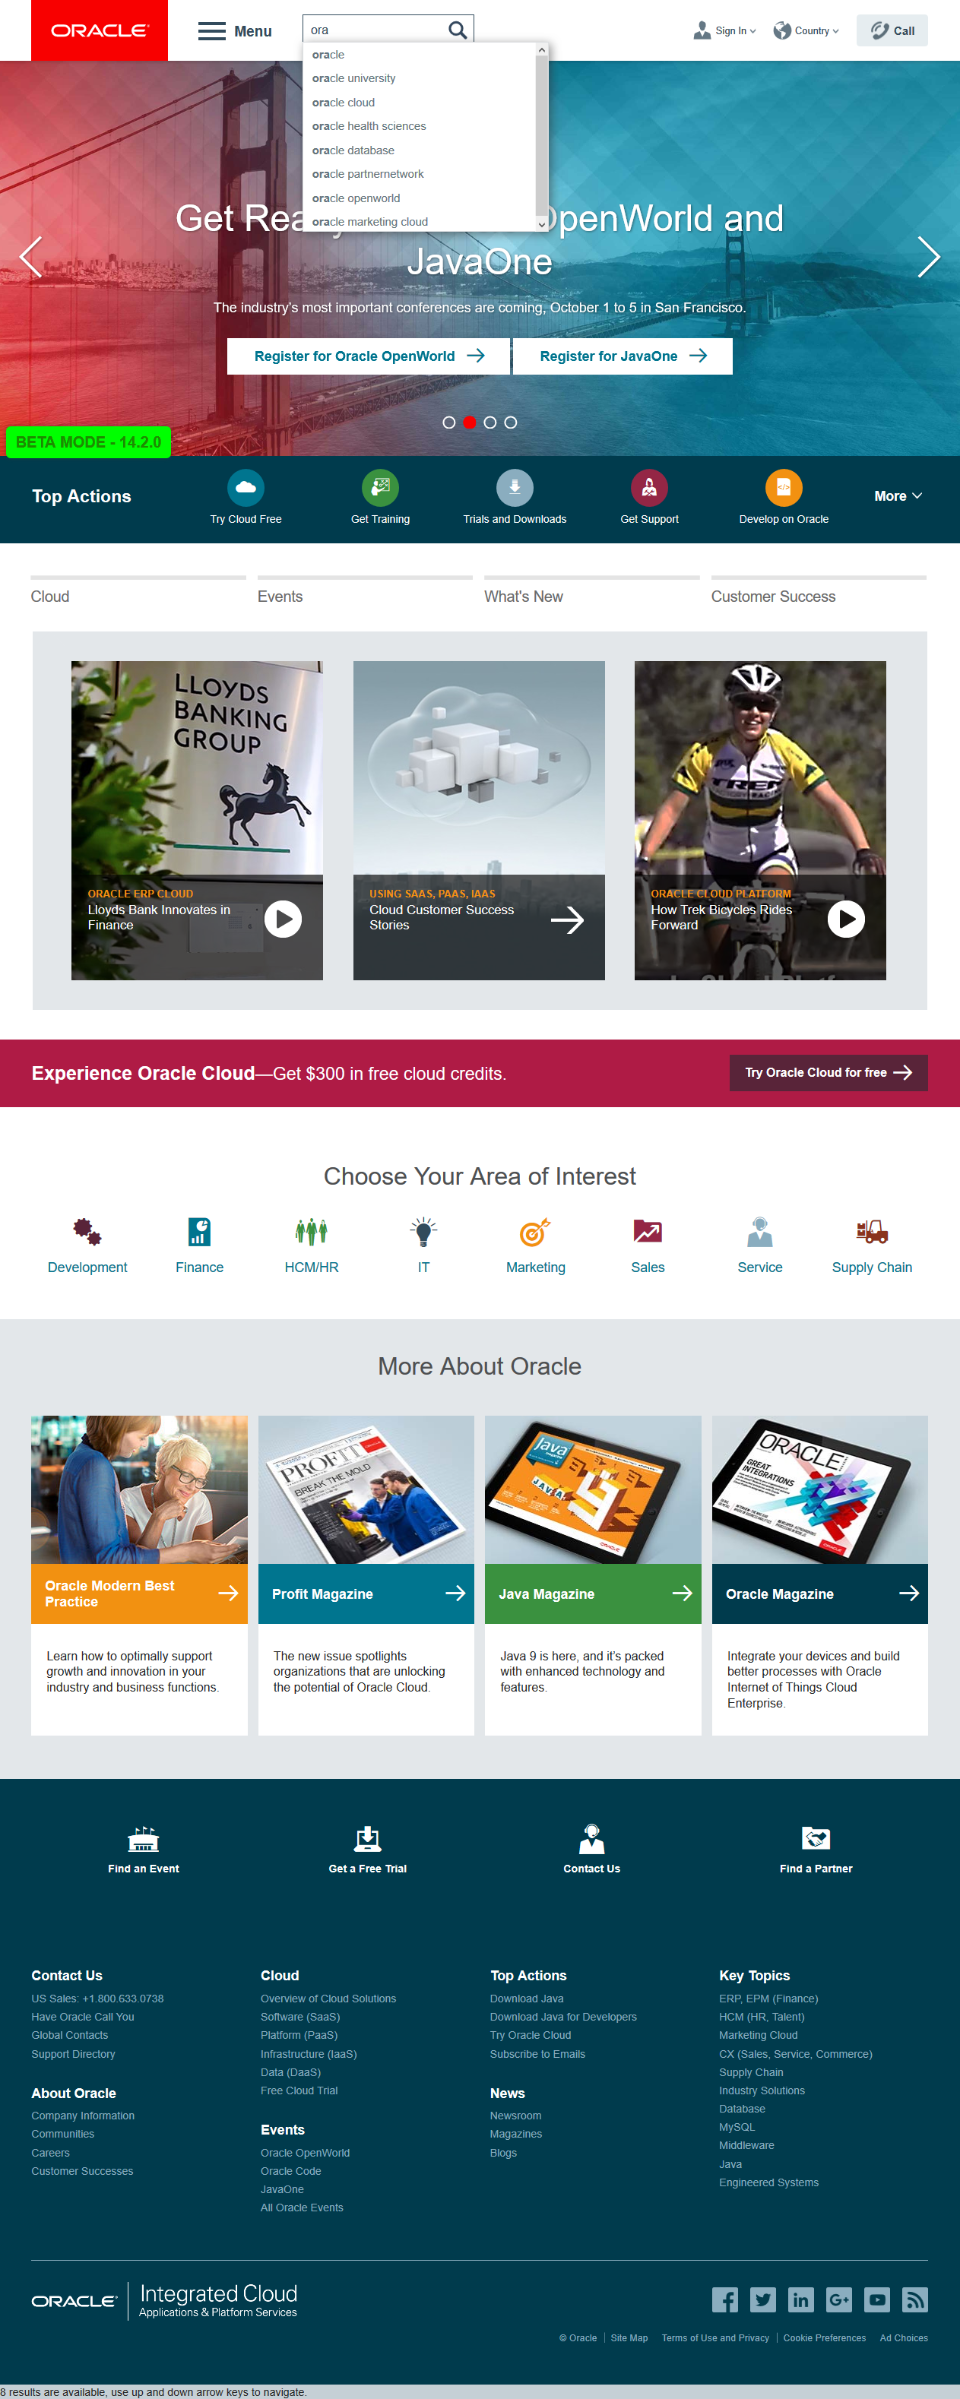 ORACLE
Menu
ora
Sign In
Country
Call
oracle
oracle university
oracle cloud
oracle health sciences
oracle database
oracle partnernetwork
oracle openworld
oracle marketing cloud
Get Rea OpenWorld and
JavaOne
The industry's most important conferences are coming, October 1 to 5 in San Francisco.
Register for Oracle OpenWorld
Register for JavaOne
BETA MODE - 14.2.0
Top Actions
Try Cloud Free
Get Training
Trials and Downloads
Get Support
Develop on Oracle
More
Cloud
Events
What's New
Customer Success
LLOYDS
BANKING
GROUP
ORACLE ERP CLOUD
Lloyds Bank Innovates in
Finance
USING SAAS, PAAS, IAAS
Cloud Customer Success
Stories
TREK
20
ORACLE CLOUD PLATFORM
How Trek Bicycles Rides
Forward
Experience Oracle Cloud—Get $300 in free cloud credits.
Try Oracle Cloud for free
Choose Your Area of Interest
Development
Finance
HCM/HR
IT
Marketing
Sales
Service
Supply Chain
More About Oracle
PROFIT
BREAK THE MOLD
Java
JAVA
ORACLE
GREAT
INTEGRATIONS
Oracle Modern Best
Practice
Profit Magazine
Java Magazine
Oracle Magazine
Learn how to optimally support
growth and innovation in your
industry and business functions.
The new issue spotlights
organizations that are unlocking
the potential of Oracle Cloud.
Java 9 is here, and it's packed
with enhanced technology and
features.
Integrate your devices and build
better processes with Oracle
Internet of Things Cloud
Enterprise.
Find an Event
Get a Free Trial
Contact Us
Find a Partner
Contact Us
US Sales: +1.800.633.0738
Have Oracle Call You
Global Contacts
Support Directory
About Oracle
Company Information
Communities
Careers
Customer Successes
Cloud
Overview of Cloud Solutions
Software (SaaS)
Platform (PaaS)
Infrastructure (IaaS)
Data (DaaS)
Free Cloud Trial
Events
Oracle OpenWorld
Oracle Code
JavaOne
All Oracle Events
Top Actions
Download Java
Download Java for Developers
Try Oracle Cloud
Subscribe to Emails
News
Newsroom
Magazines
Blogs
Key Topics
ERP, EPM (Finance)
HCM (HR, Talent)
Marketing Cloud
CX (Sales, Service, Commerce)
Supply Chain
Industry Solutions
Database
MySQL
Middleware
Java
Engineered Systems
ORACLE
Integrated Cloud
Applications & Platform Services
© Oracle
Site Map
Terms of Use and Privacy
Cookie Preferences
Ad Choices
8 results are available, use up and down arrow keys to navigate.